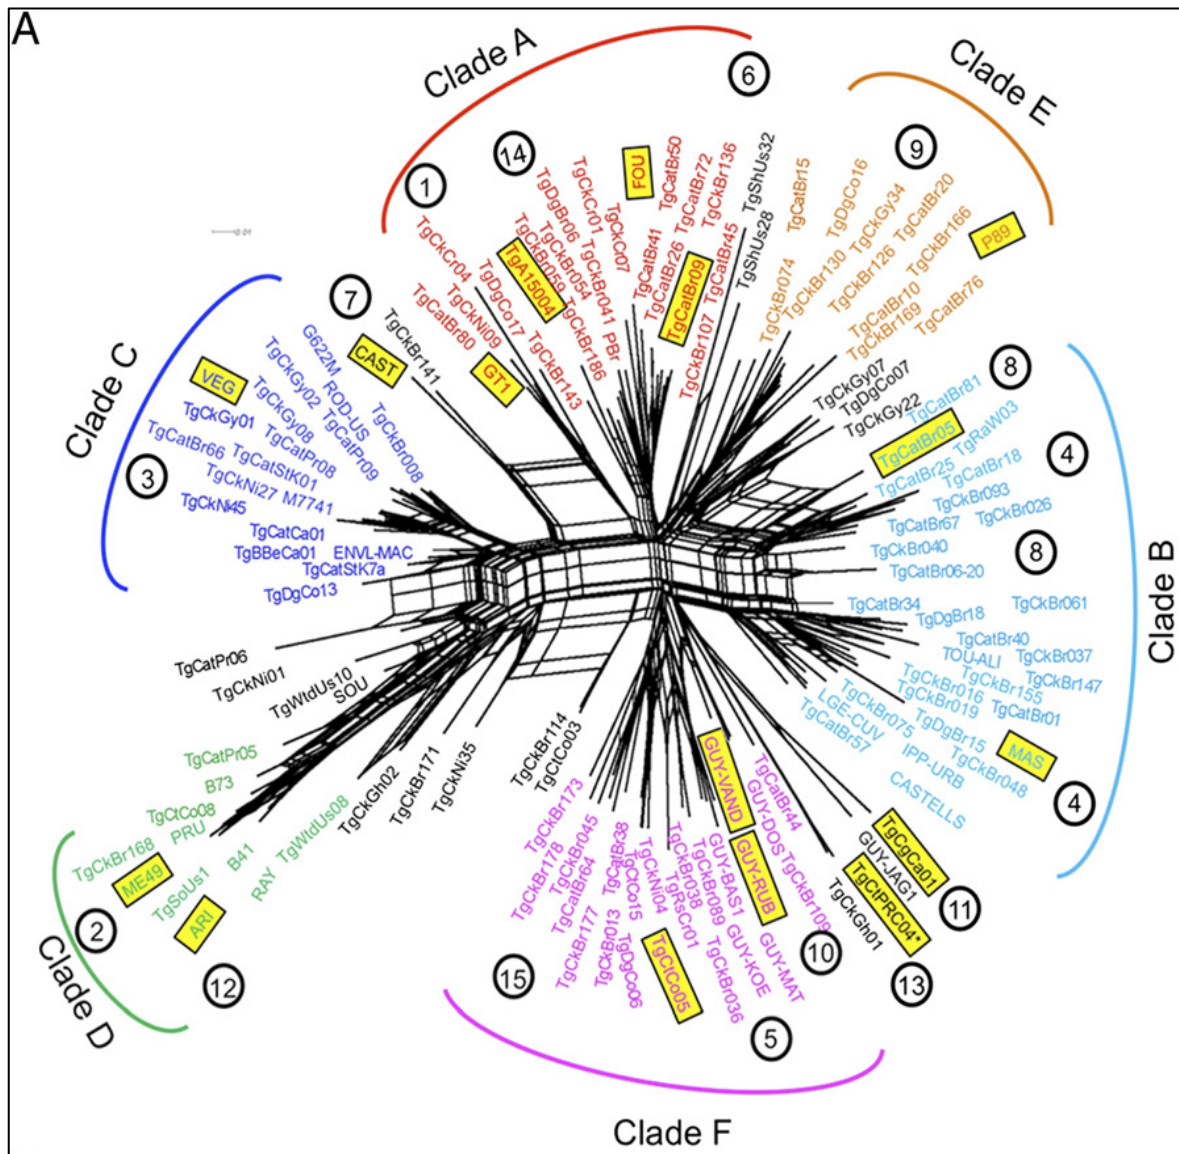 A
Clade A
6
14
1
TgCkCr04
TgCatBr80
TgCkNi09
TgDgCo17
GT1
TgCkBr143
TgA15004
TgCkBr059
TgDgBr06
TgCkBr054
TgCkCr01
TgCkBr041
TgCkBr186
PBr
TgCkCr07
FOU
TgCatBr41
TgCatBr50
TgCatBr26
TgCatBr72
TgCatBr09
TgCkBr136
TgCkBr107
TgCatBr45
TgShUs32
TgShUs28
0.01
Clade E
9
TgCatBr15
TgCkBr074
TgDgCo16
TgCkBr130
TgCkGy34
TgCkBr126
TgCatBr20
TgCatBr10
TgCkBr166
TgCkBr169
P89
TgCatBr76
TgCkGy07
TgDgCo07
TgCkGy22
Clade B
8
TgCatBr81
TgCatBr05
TgRaW03
4
TgCatBr25
TgCatBr18
TgCkBr093
TgCatBr67
TgCkBr026
TgCkBr040
8
TgCatBr06-20
TgCatBr34
TgDgBr18
TgCkBr061
TgCatBr40
TOU-ALI
TgCkBr037
TgCkBr155
TgCkBr147
TgCkBr016
TgCkBr019
TgCatBr01
TgCkBr075
LGE-CUV
TgCatBr57
TgDgBr15
MAS
IPP-URB
TgCkBr048
4
CASTELLS
TgCgCa01
11
GUY-JAG1
TgCtPRC04*
13
TgCkGh01
Clade F
10
5
15
TgCatBr44
GUY-VAND
GUY-DOS
TgCkBr109
GUY-RUB
GUY-BAS1
GUY-MAT
GUY-KOE
TgCkBr089
TgCkBr036
TgCkBr038
TgRsCr01
TgCkNi04
TgCtCo05
TgCtCo15
TgCatBr38
TgDgCo06
TgCkBr013
TgCatBr64
TgCkBr177
TgCkBr045
TgCkBr178
TgCkBr173
TgCtCo03
TgCkBr114
TgCkNi35
TgCkBr171
TgCkGh02
Clade D
2
12
TgWtdUs08
RAY
B41
ARI
TgSoUs1
ME49
PRU
TgCkBr168
TgCtCo08
B73
TgCatPr05
SOU
TgWtdUs10
TgCkNi01
TgCatPr06
Clade C
3
7
TgCkBr141
CAST
G622M
ROD-US
TgCkBr008
TgCkGy02
TgCatPr09
VEG
TgCkGy08
TgCatPr08
TgCkGy01
TgCatBr66
TgCatStK01
TgCkNi27
M7741
TgCkNi45
TgCatCa01
TgBBeCa01
ENVL-MAC
TgCatStK7a
TgDgCo13